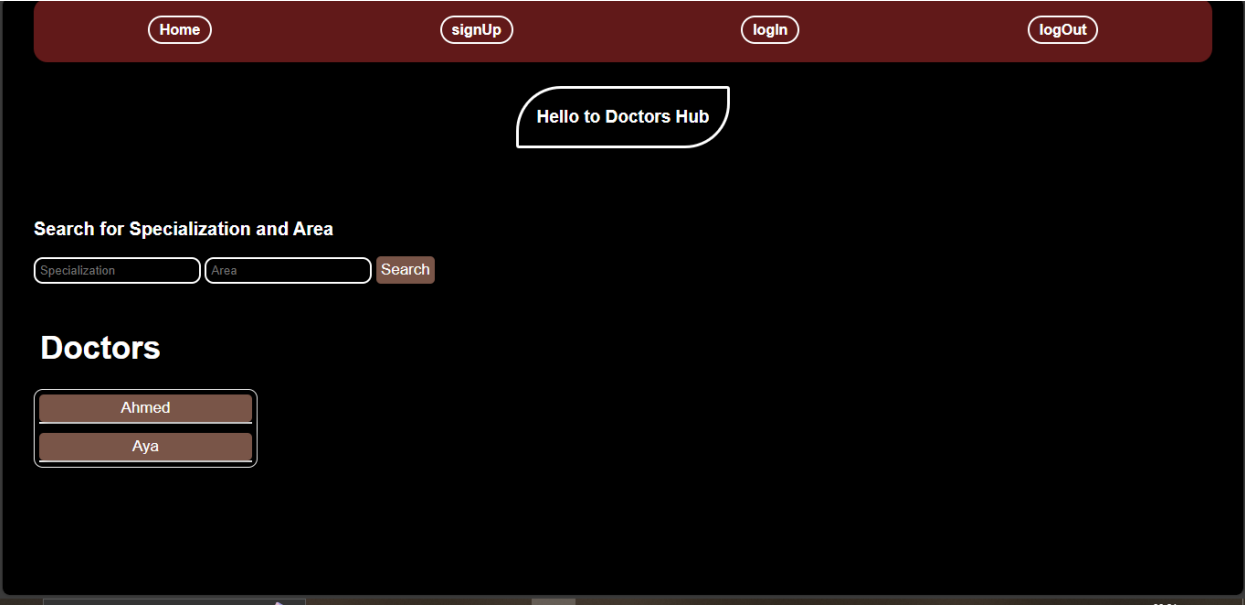 Home signUp logIn logOut
Hello to Doctors Hub
Search for Specialization and Area
Specialization Area Search
Doctors
Ahmed
Aya